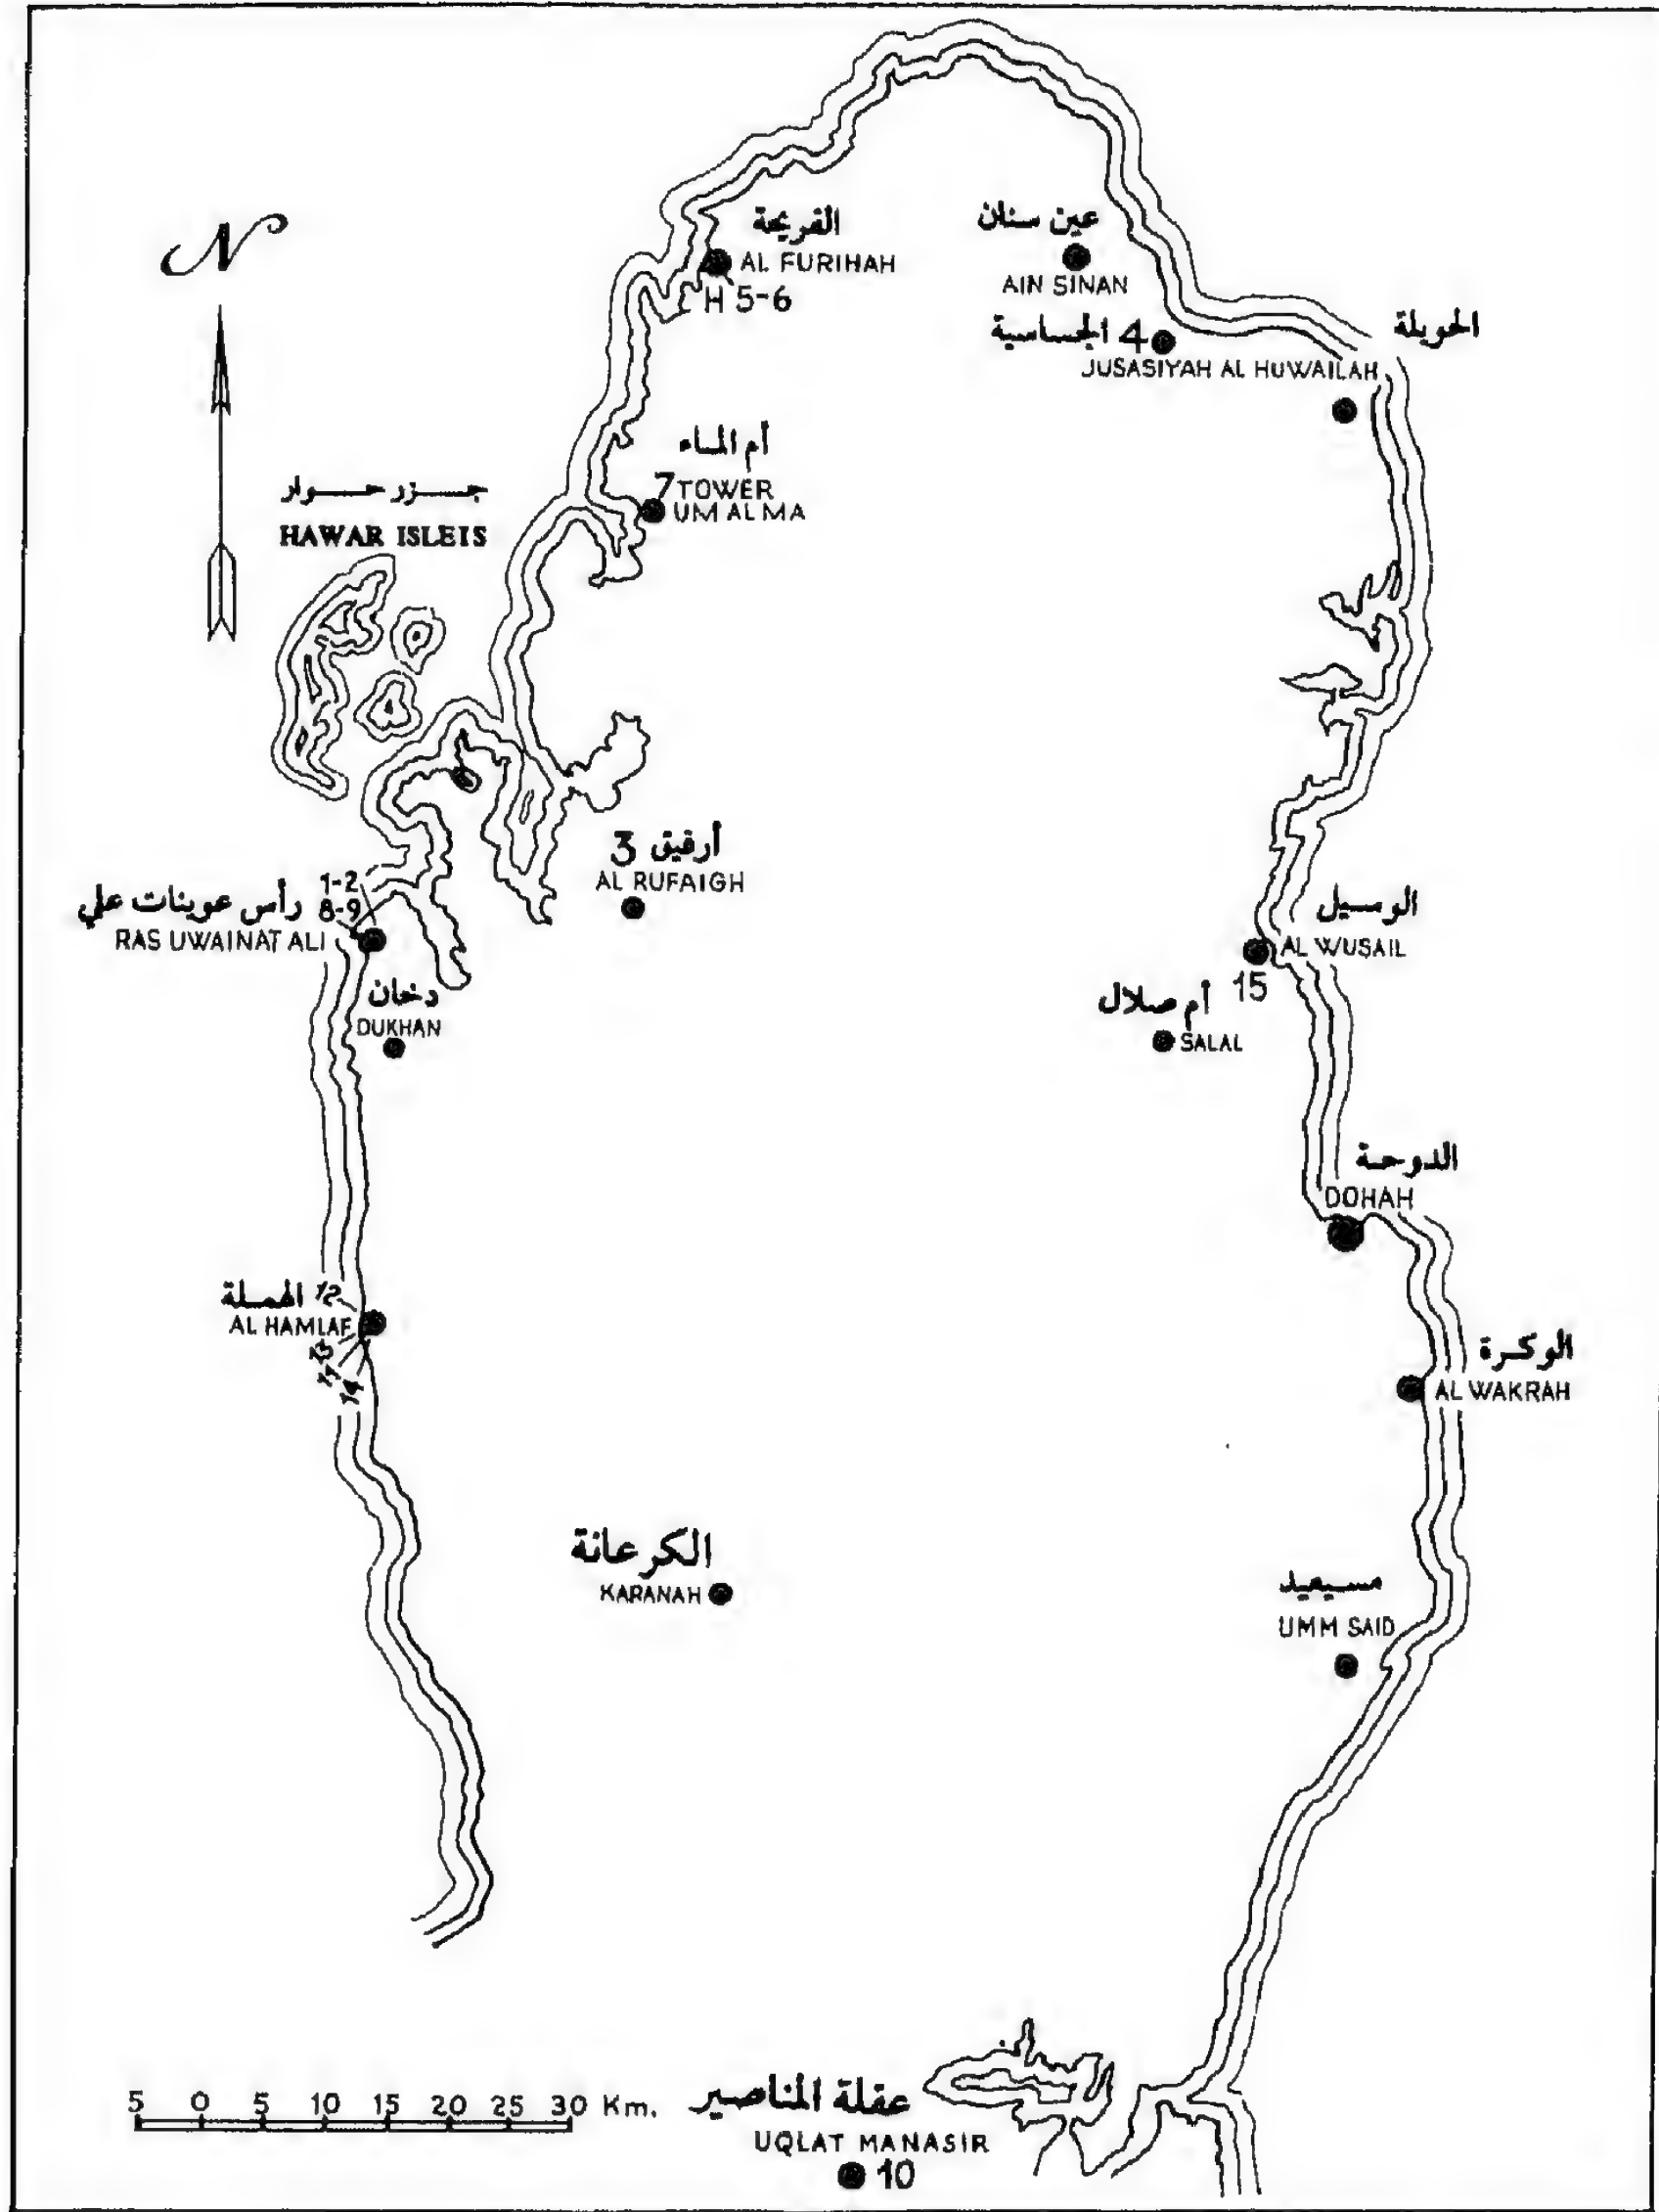 N
الفريحة
AL FURIHAH
H 5-6
عين سنان
AIN SINAN
الجساسية 4
JUSASIYAH AL HUWAILAH
الحويلة
أم الماء
7 TOWER
UM AL MA
جـزر حـوار
HAWAR ISLEIS
3 أرفيق
AL RUFAIGH
1-2
8-9
رأس عوينات علي
RAS UWAINAT ALI
دخان
DUKHAN
الوسيل
AL WUSAIL
15
أم صلال
SALAL
الدوحة
DOHAH
الهملة
12
AL HAMLAF
13
11
14
الوكـرة
AL WAKRAH
الكرعانة
KARANAH
مسيعيد
UMM SAID
5 0 5 10 15 20 25 30 Km.
عقلة المناصير
UQLAT MANASIR
10